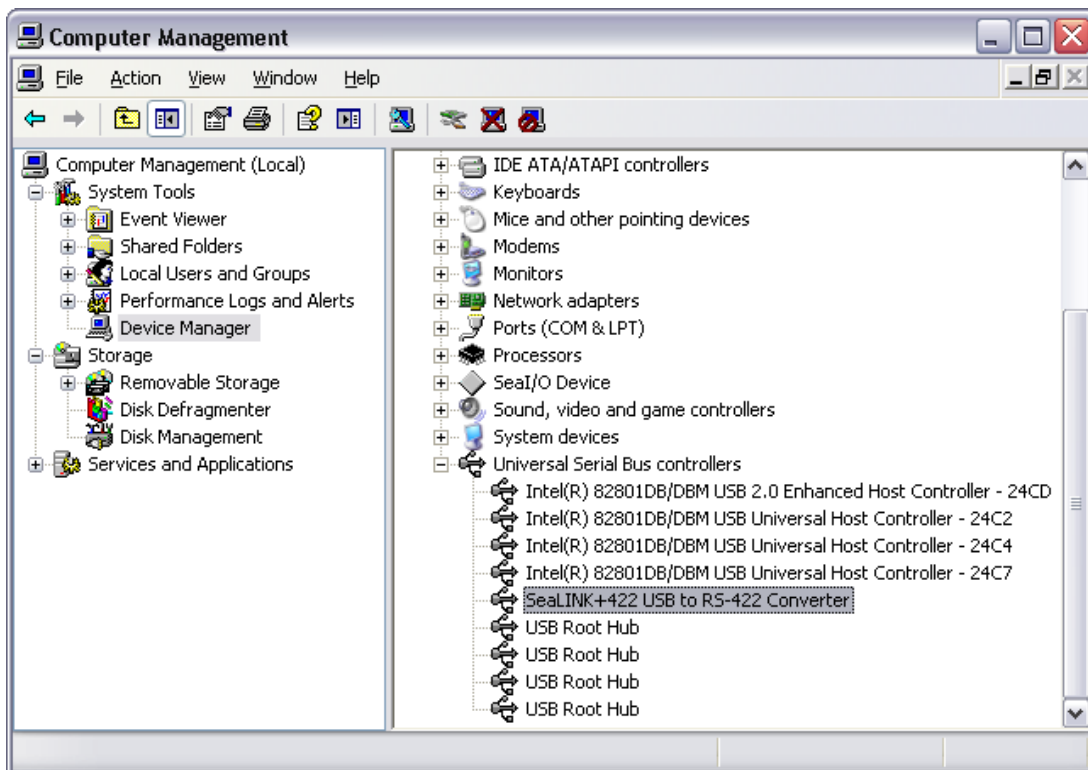 Computer Management
File Action View Window Help
Computer Management (Local)
System Tools
Event Viewer
Shared Folders
Local Users and Groups
Performance Logs and Alerts
Device Manager
Storage
Removable Storage
Disk Defragmenter
Disk Management
Services and Applications
IDE ATA/ATAPI controllers
Keyboards
Mice and other pointing devices
Modems
Monitors
Network adapters
Ports (COM & LPT)
Processors
SeaI/O Device
Sound, video and game controllers
System devices
Universal Serial Bus controllers
Intel(R) 82801DB/DBM USB 2.0 Enhanced Host Controller - 24CD
Intel(R) 82801DB/DBM USB Universal Host Controller - 24C2
Intel(R) 82801DB/DBM USB Universal Host Controller - 24C4
Intel(R) 82801DB/DBM USB Universal Host Controller - 24C7
SeaLINK+422 USB to RS-422 Converter
USB Root Hub
USB Root Hub
USB Root Hub
USB Root Hub